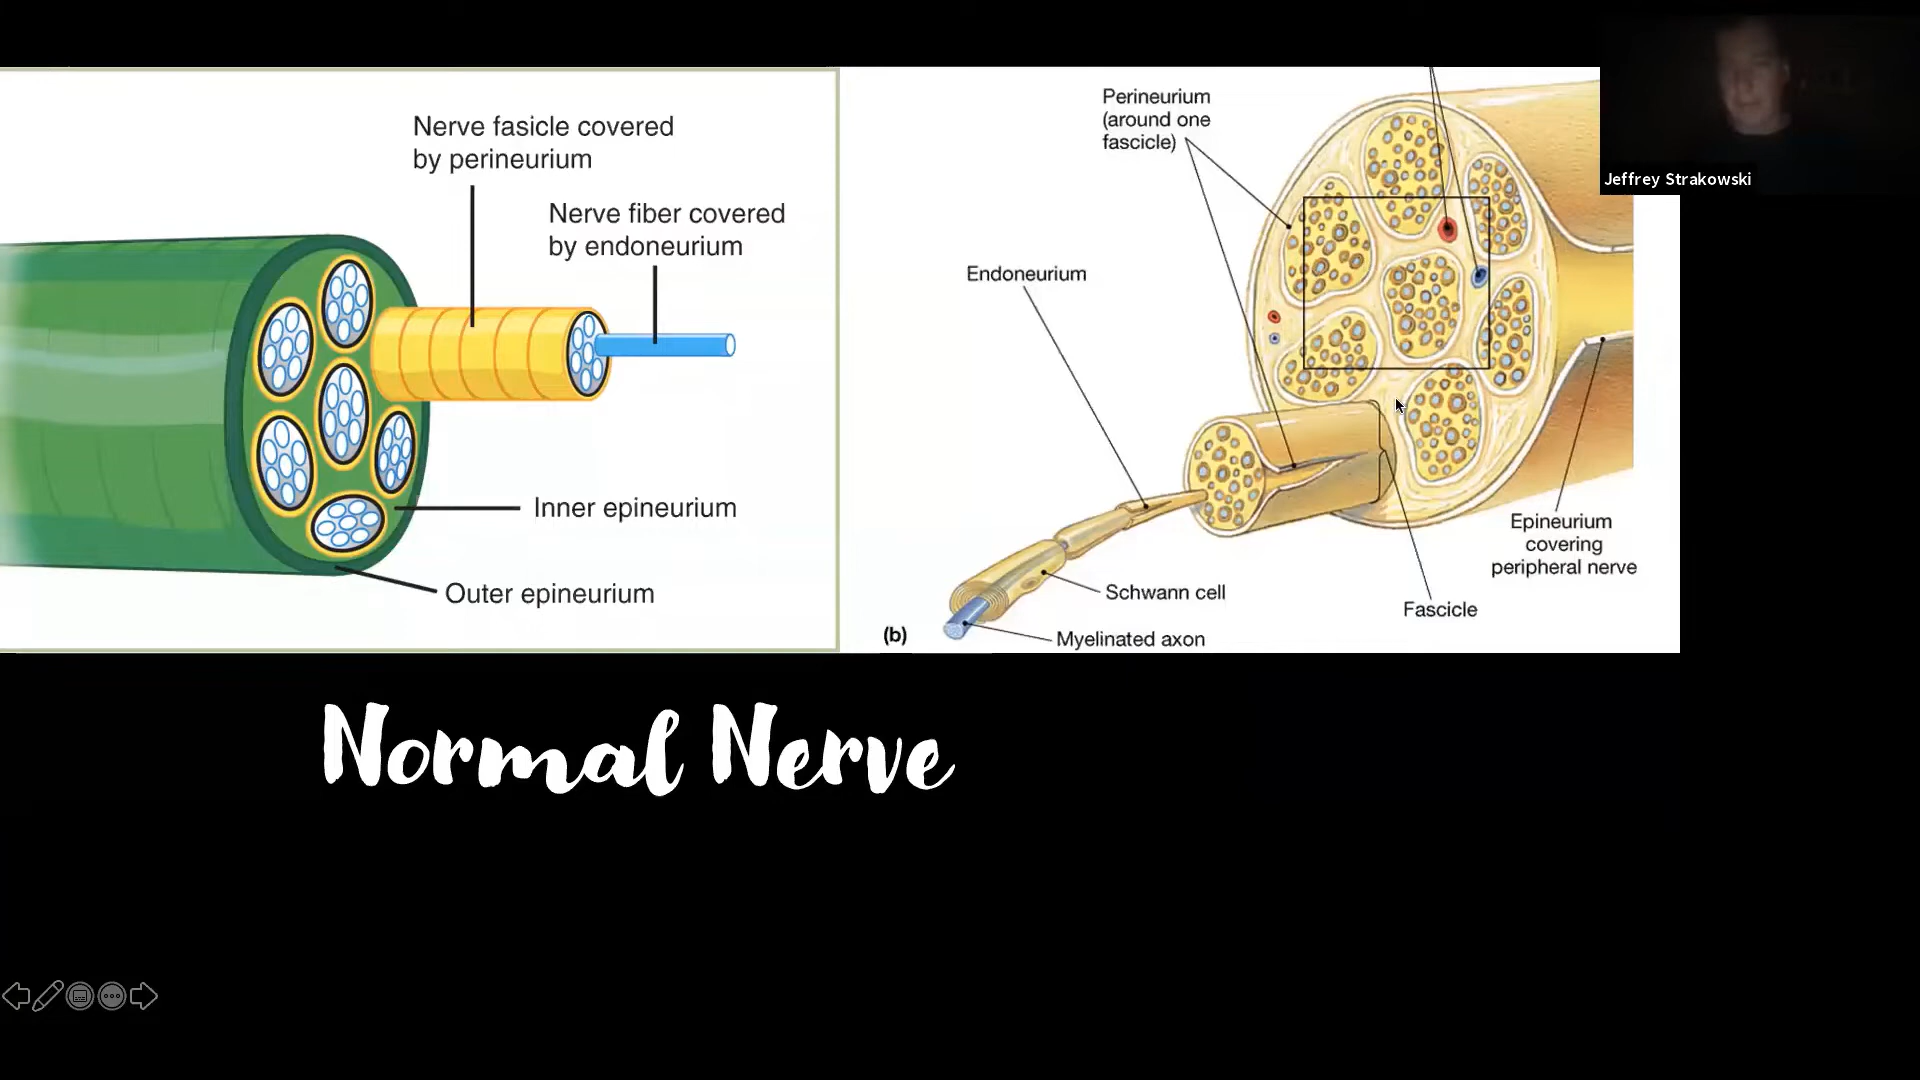 Nerve fasicle covered
by perineurium
Nerve fiber covered
by endoneurium
Inner epineurium
Outer epineurium
Perineurium
(around one
fascicle)
Endoneurium
Schwann cell
Myelinated axon
(b)
Epineurium
covering
peripheral nerve
Fascicle
Jeffrey Strakowski
Normal Nerve